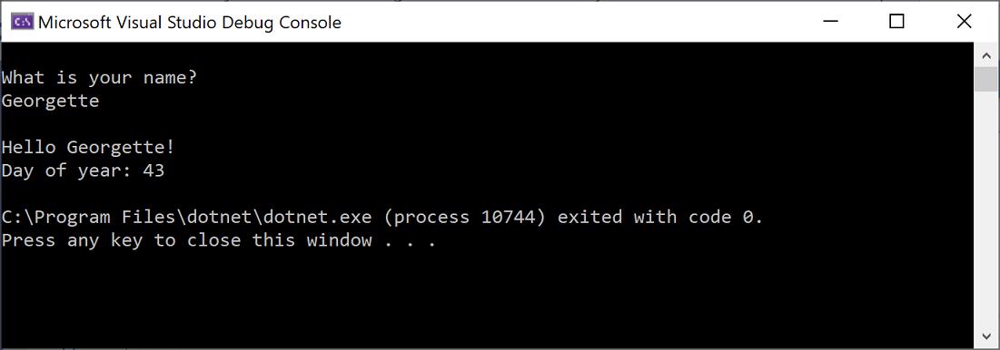 C:\ Microsoft Visual Studio Debug Console
What is your name?
Georgette
Hello Georgette!
Day of year: 43
C:\Program Files\dotnet\dotnet.exe (process 10744) exited with code 0.
Press any key to close this window . . .